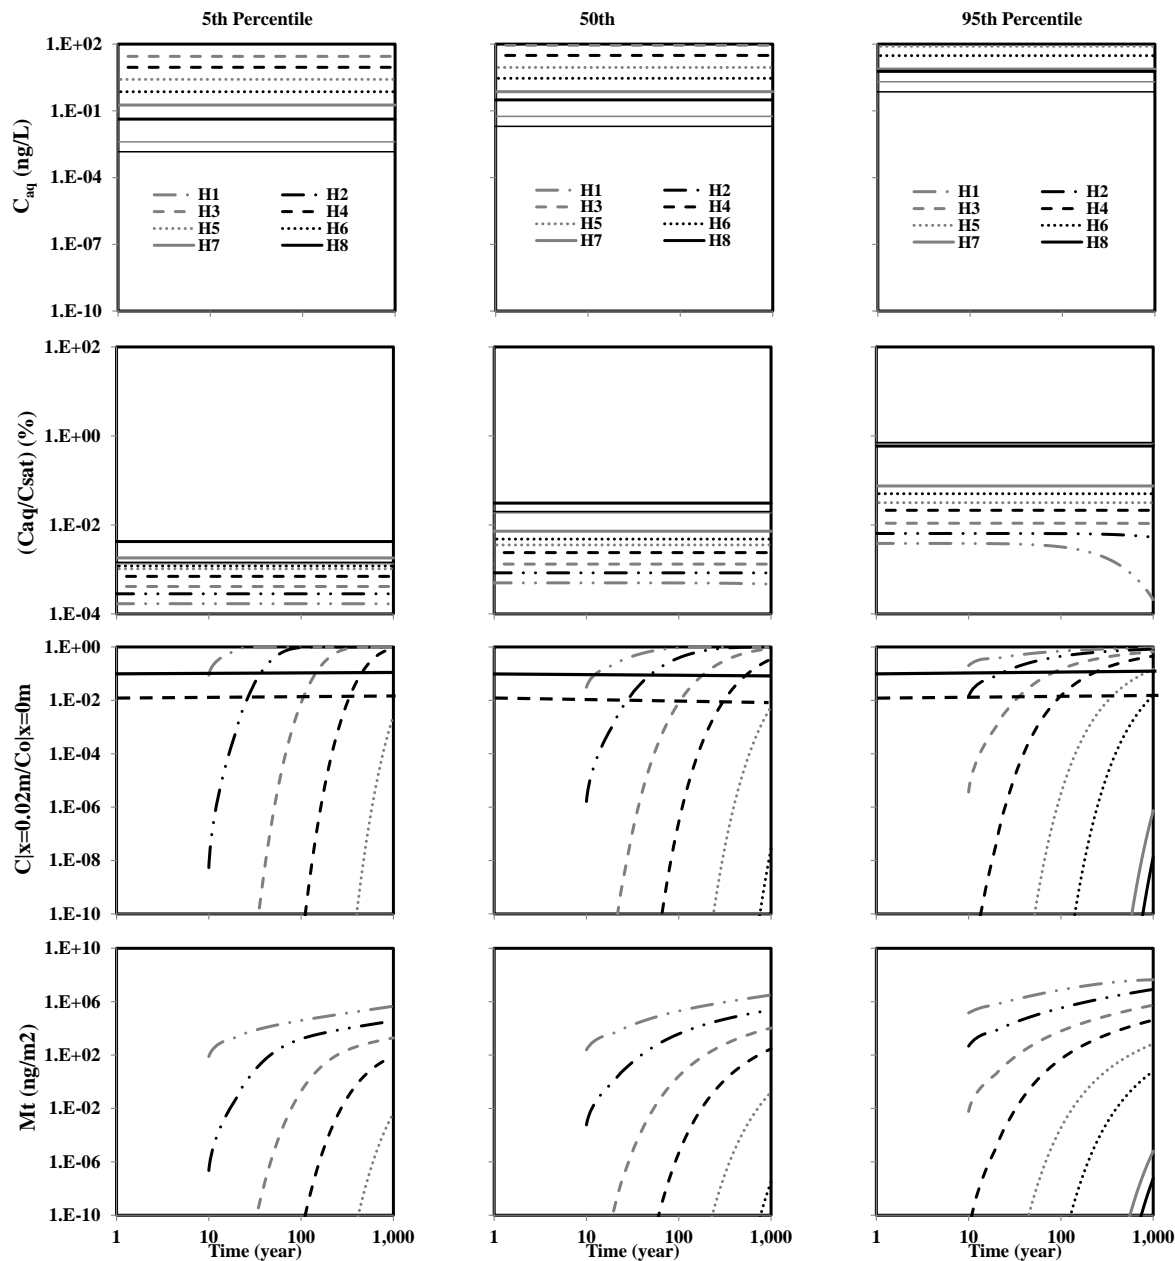 5th Percentile 50th 95th Percentile
C_aq (ng/L)
1.E+02
1.E-01
1.E-04
1.E-07
1.E-10
H1 H2
H3 H4
H5 H6
H7 H8
H1 H2
H3 H4
H5 H6
H7 H8
H1 H2
H3 H4
H5 H6
H7 H8
(Caq/Csat) (%)
1.E+02
1.E+00
1.E-02
1.E-04
C|x=0.02m/Co|x=0m
1.E+00
1.E-02
1.E-04
1.E-06
1.E-08
1.E-10
Mt (ng/m2)
1.E+10
1.E+06
1.E+02
1.E-02
1.E-06
1.E-10
1 10 100 1,000
Time (year)
1 10 100 1,000
Time (year)
1 10 100 1,000
Time (year)